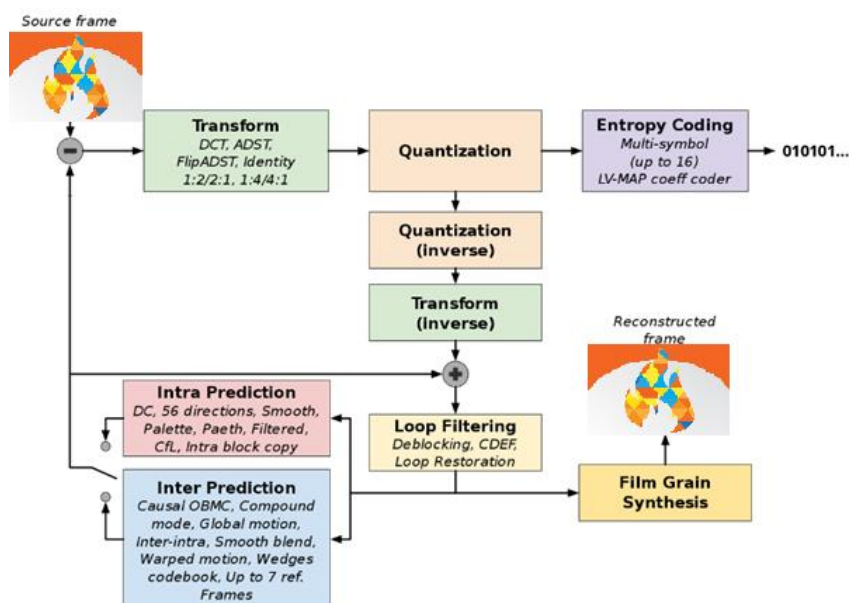 Source frame
Transform
DCT, ADST,
FlipADST, Identity
1:2/2:1, 1:4/4:1
Quantization
Entropy Coding
Multi-symbol
(up to 16)
LV-MAP coeff coder
010101...
Quantization
(inverse)
Transform
(Inverse)
Reconstructed
frame
Intra Prediction
DC, 56 directions, Smooth,
Palette, Paeth, Filtered,
CfL, Intra block copy
Loop Filtering
Deblocking, CDEF,
Loop Restoration
Film Grain
Synthesis
Inter Prediction
Causal OBMC, Compound
mode, Global motion,
Inter-intra, Smooth blend,
Warped motion, Wedges
codebook, Up to 7 ref.
Frames